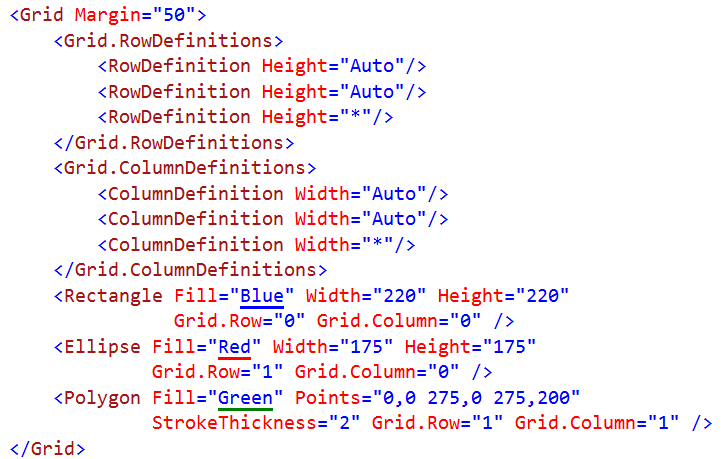 <Grid Margin="50">
    <Grid.RowDefinitions>
        <RowDefinition Height="Auto"/>
        <RowDefinition Height="Auto"/>
        <RowDefinition Height="*"/>
    </Grid.RowDefinitions>
    <Grid.ColumnDefinitions>
        <ColumnDefinition Width="Auto"/>
        <ColumnDefinition Width="Auto"/>
        <ColumnDefinition Width="*"/>
    </Grid.ColumnDefinitions>
    <Rectangle Fill="Blue" Width="220" Height="220"
               Grid.Row="0" Grid.Column="0" />
    <Ellipse Fill="Red" Width="175" Height="175"
             Grid.Row="1" Grid.Column="0" />
    <Polygon Fill="Green" Points="0,0 275,0 275,200"
             StrokeThickness="2" Grid.Row="1" Grid.Column="1" />
</Grid>